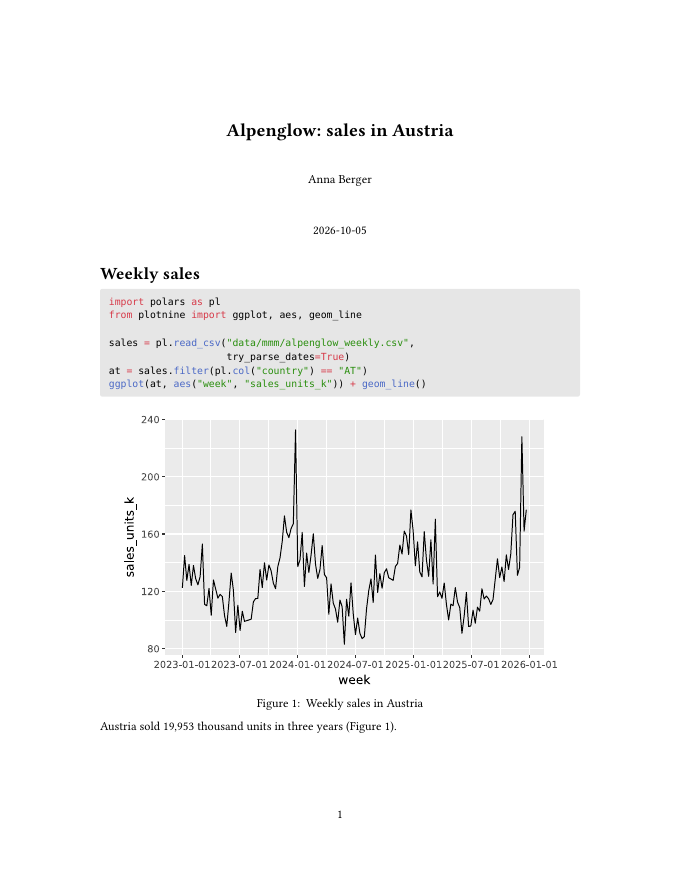 Alpenglow: sales in Austria
Anna Berger
2026-10-05
Weekly sales
import polars as pl
from plotnine import ggplot, aes, geom_line
sales = pl.read_csv("data/mmm/alpenglow_weekly.csv",
try_parse_dates=True)
at = sales.filter(pl.col("country") == "AT")
ggplot(at, aes("week", "sales_units_k")) + geom_line()
240
200
160
120
80
sales_units_k
2023-01-01 2023-07-01 2024-01-01 2024-07-01 2025-01-01 2025-07-01 2026-01-01
week
Figure 1: Weekly sales in Austria
Austria sold 19,953 thousand units in three years (Figure 1).
1